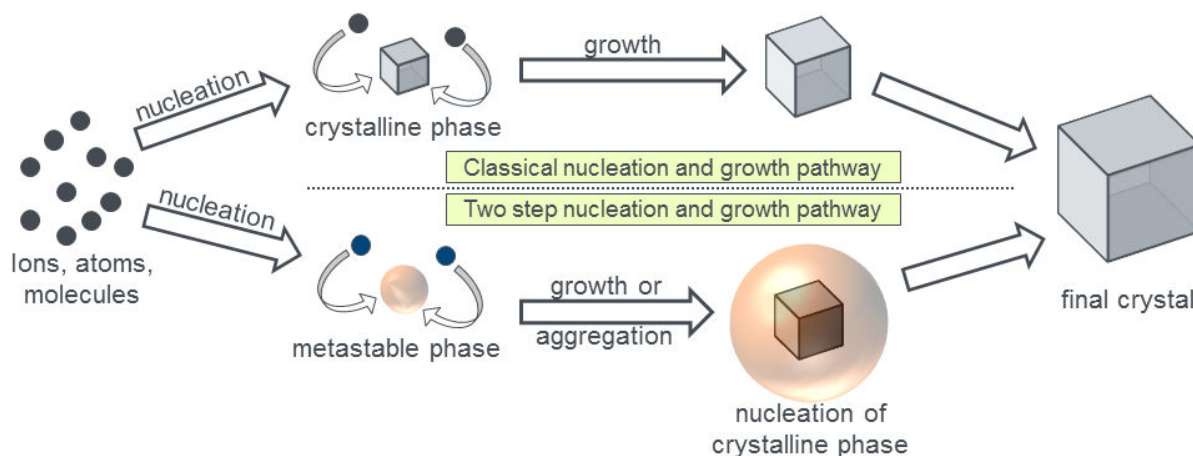 nucleation
growth
crystalline phase
Classical nucleation and growth pathway
Two step nucleation and growth pathway
nucleation
Ions, atoms,
molecules
growth or
aggregation
metastable phase
final crystal
nucleation of
crystalline phase